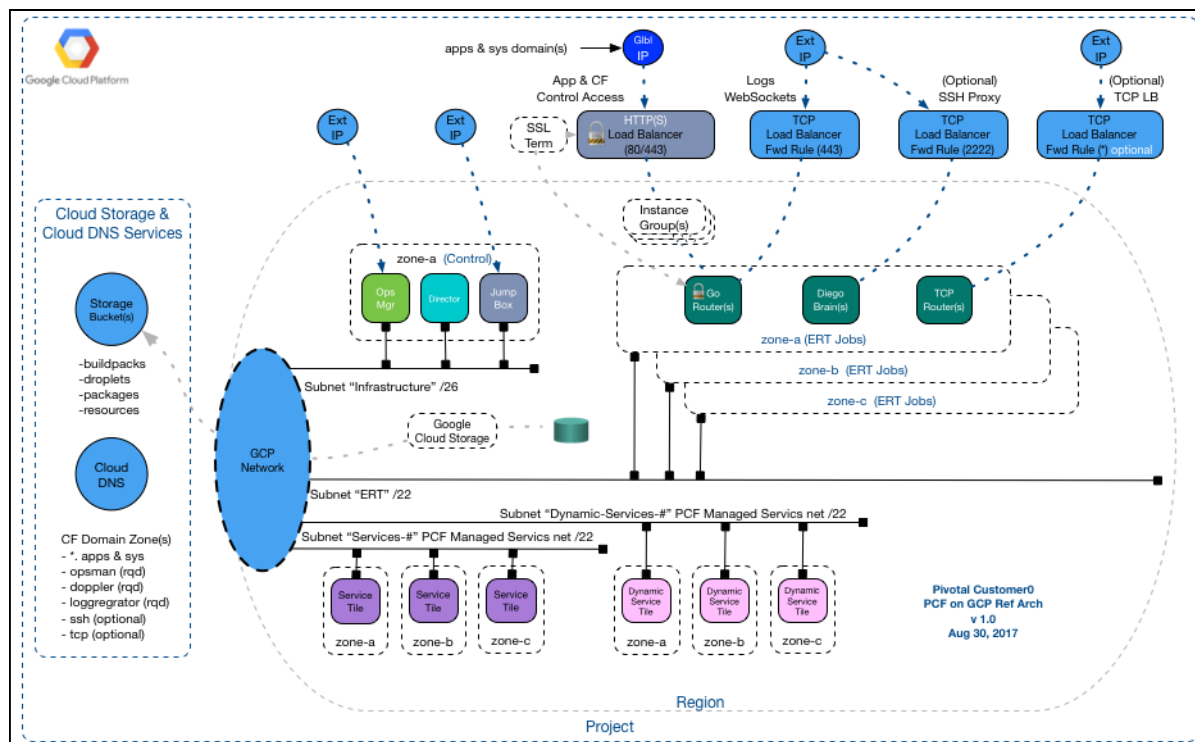 Google Cloud Platform
apps & sys domain(s)
Glbl
IP
Ext
IP
Ext
IP
App & CF
Control Access
Logs
WebSockets
(Optional)
SSH Proxy
(Optional)
TCP LB
Ext
IP
Ext
IP
SSL
Term
HTTP(S)
Load Balancer
(80/443)
TCP
Load Balancer
Fwd Rule (443)
TCP
Load Balancer
Fwd Rule (2222)
TCP
Load Balancer
Fwd Rule (*) optional
Cloud Storage &
Cloud DNS Services
Storage
Bucket(s)
-buildpacks
-droplets
-packages
-resources
Cloud
DNS
CF Domain Zone(s)
- *. apps & sys
- opsman (rqd)
- doppler (rqd)
- loggregrator (rqd)
- ssh (optional)
- tcp (optional)
Instance
Group(s)
zone-a (Control)
Ops
Mgr
Director
Jump
Box
Go
Router(s)
Diego
Brain(s)
TCP
Router(s)
zone-a (ERT Jobs)
zone-b (ERT Jobs)
zone-c (ERT Jobs)
Subnet “Infrastructure” /26
Google
Cloud Storage
GCP
Network
Subnet “ERT” /22
Subnet “Dynamic-Services-#” PCF Managed Servics net /22
Subnet “Services-#” PCF Managed Servics net /22
Service
Tile
Service
Tile
Service
Tile
zone-a
zone-b
zone-c
Dynamic
Service
Tile
Dynamic
Service
Tile
Dynamic
Service
Tile
zone-a
zone-b
zone-c
Pivotal Customer0
PCF on GCP Ref Arch
v 1.0
Aug 30, 2017
Region
Project